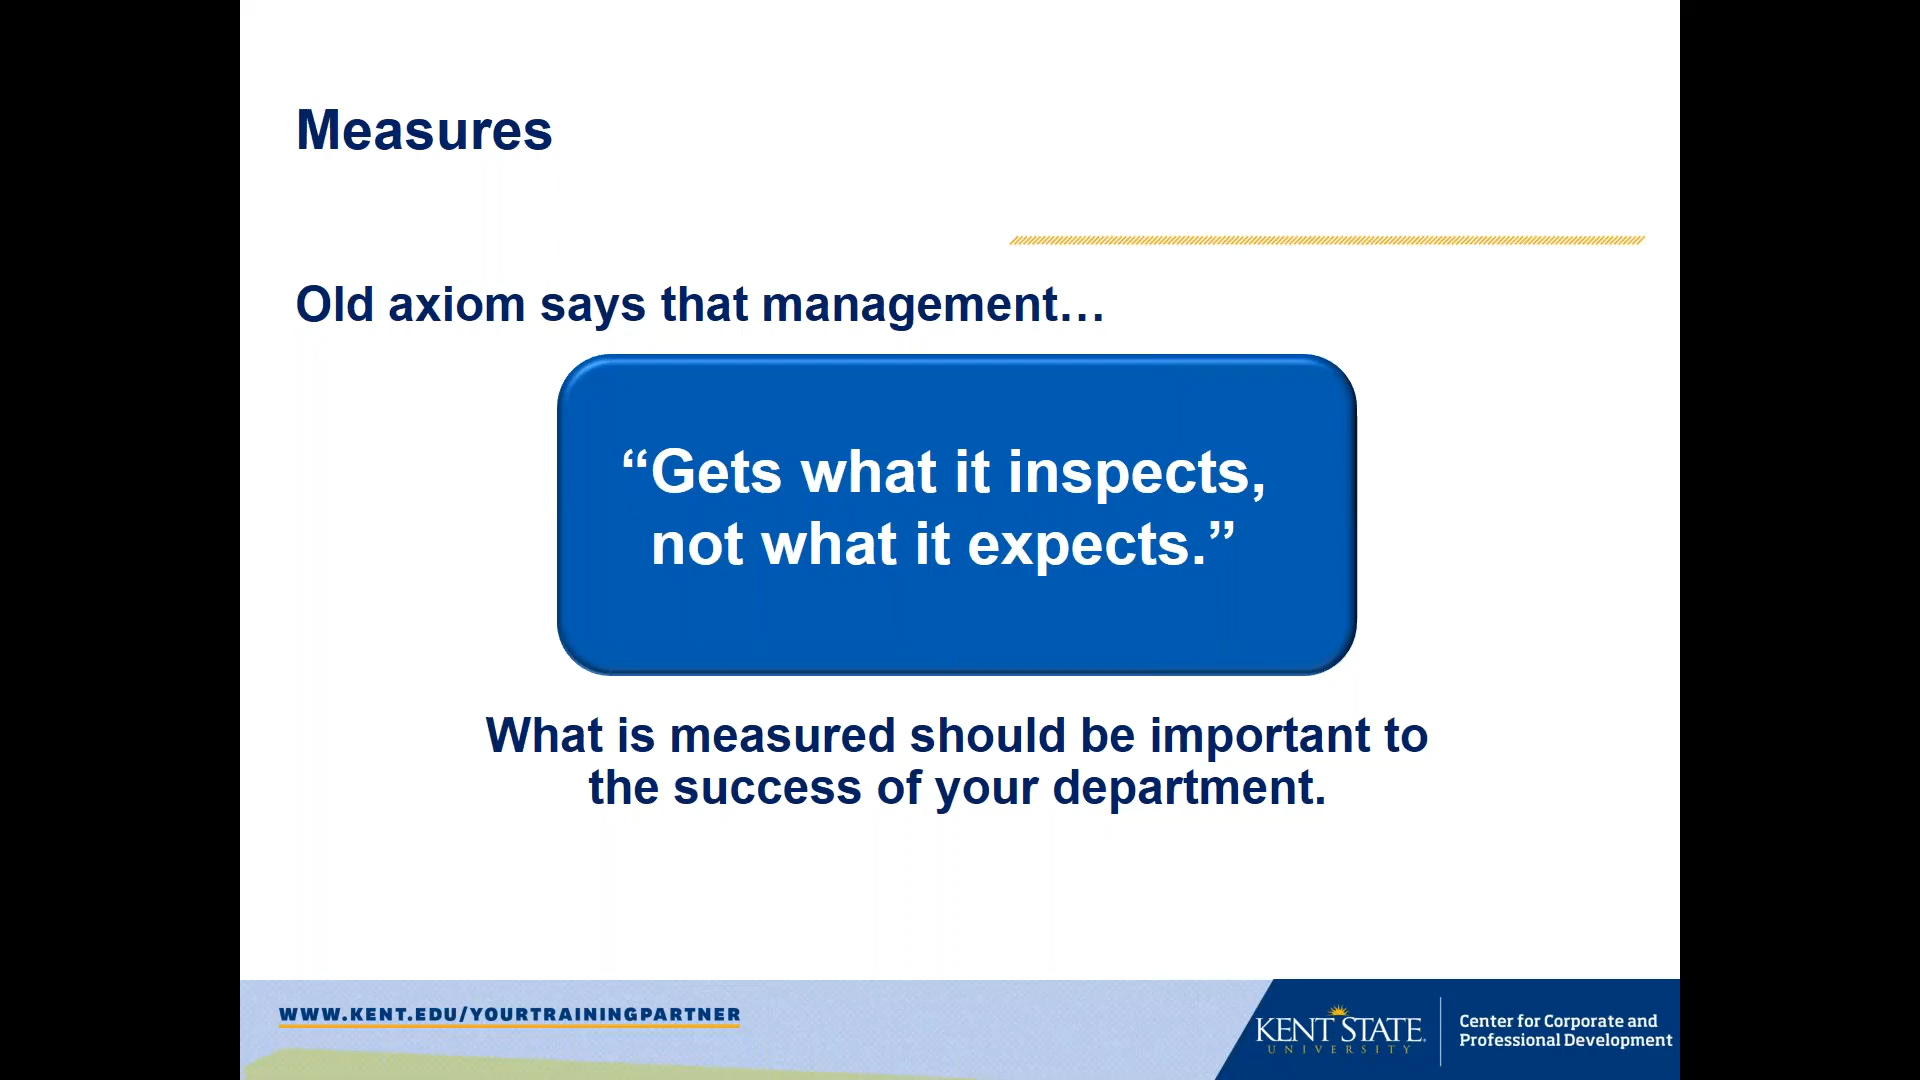 Measures
Old axiom says that management…
“Gets what it inspects,
not what it expects.”
What is measured should be important to
the success of your department.
WWW.KENT.EDU/YOURTRAININGPARTNER
KENT STATE
UNIVERSITY
Center for Corporate and
Professional Development